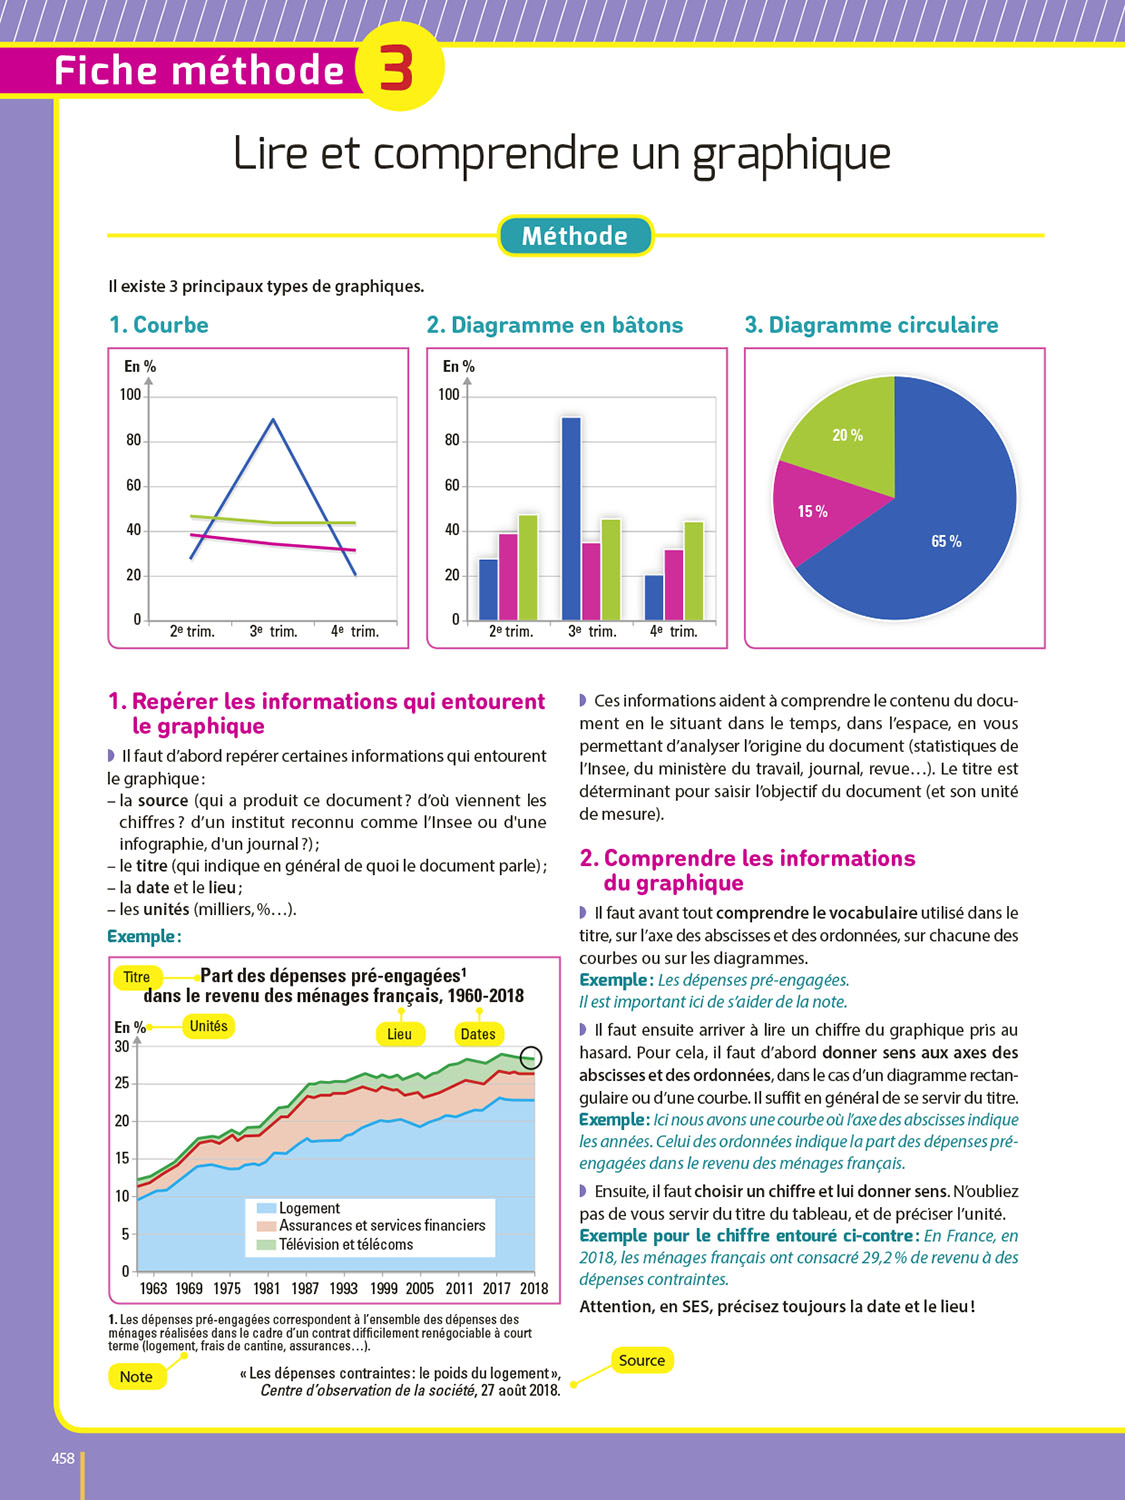 Fiche méthode 3
Lire et comprendre un graphique
Méthode
Il existe 3 principaux types de graphiques.
1. Courbe
En %
100
80
60
40
20
0
2e trim. 3e trim. 4e trim.
2. Diagramme en bâtons
En %
100
80
60
40
20
0
2e trim. 3e trim. 4e trim.
3. Diagramme circulaire
20 %
15 %
65 %
1. Repérer les informations qui entourent
le graphique
Il faut d’abord repérer certaines informations qui entourent
le graphique :
– la source (qui a produit ce document ? d’où viennent les
chiffres ? d’un institut reconnu comme l’Insee ou d'une
infographie, d'un journal ?) ;
– le titre (qui indique en général de quoi le document parle) ;
– la date et le lieu ;
– les unités (milliers, %…).
Exemple :
Titre
Part des dépenses pré-engagées1
dans le revenu des ménages français, 1960-2018
En %
Unités
Lieu
Dates
30
25
20
15
10
5
0
Logement
Assurances et services financiers
Télévision et télécoms
1963 1969 1975 1981 1987 1993 1999 2005 2011 2017 2018
1. Les dépenses pré-engagées correspondent à l’ensemble des dépenses des
ménages réalisées dans le cadre d’un contrat difficilement renégociable à court
terme (logement, frais de cantine, assurances…).
Note
« Les dépenses contraintes : le poids du logement »,
Centre d’observation de la société, 27 août 2018.
Source
Ces informations aident à comprendre le contenu du docu-
ment en le situant dans le temps, dans l’espace, en vous
permettant d’analyser l’origine du document (statistiques de
l’Insee, du ministère du travail, journal, revue…). Le titre est
déterminant pour saisir l’objectif du document (et son unité
de mesure).
2. Comprendre les informations
du graphique
Il faut avant tout comprendre le vocabulaire utilisé dans le
titre, sur l’axe des abscisses et des ordonnées, sur chacune des
courbes ou sur les diagrammes.
Exemple : Les dépenses pré-engagées.
Il est important ici de s’aider de la note.
Il faut ensuite arriver à lire un chiffre du graphique pris au
hasard. Pour cela, il faut d’abord donner sens aux axes des
abscisses et des ordonnées, dans le cas d’un diagramme rectan-
gulaire ou d’une courbe. Il suffit en général de se servir du titre.
Exemple : Ici nous avons une courbe où l’axe des abscisses indique
les années. Celui des ordonnées indique la part des dépenses pré-
engagées dans le revenu des ménages français.
Ensuite, il faut choisir un chiffre et lui donner sens. N’oubliez
pas de vous servir du titre du tableau, et de préciser l’unité.
Exemple pour le chiffre entouré ci-contre : En France, en
2018, les ménages français ont consacré 29,2 % de revenu à des
dépenses contraintes.
Attention, en SES, précisez toujours la date et le lieu !
458